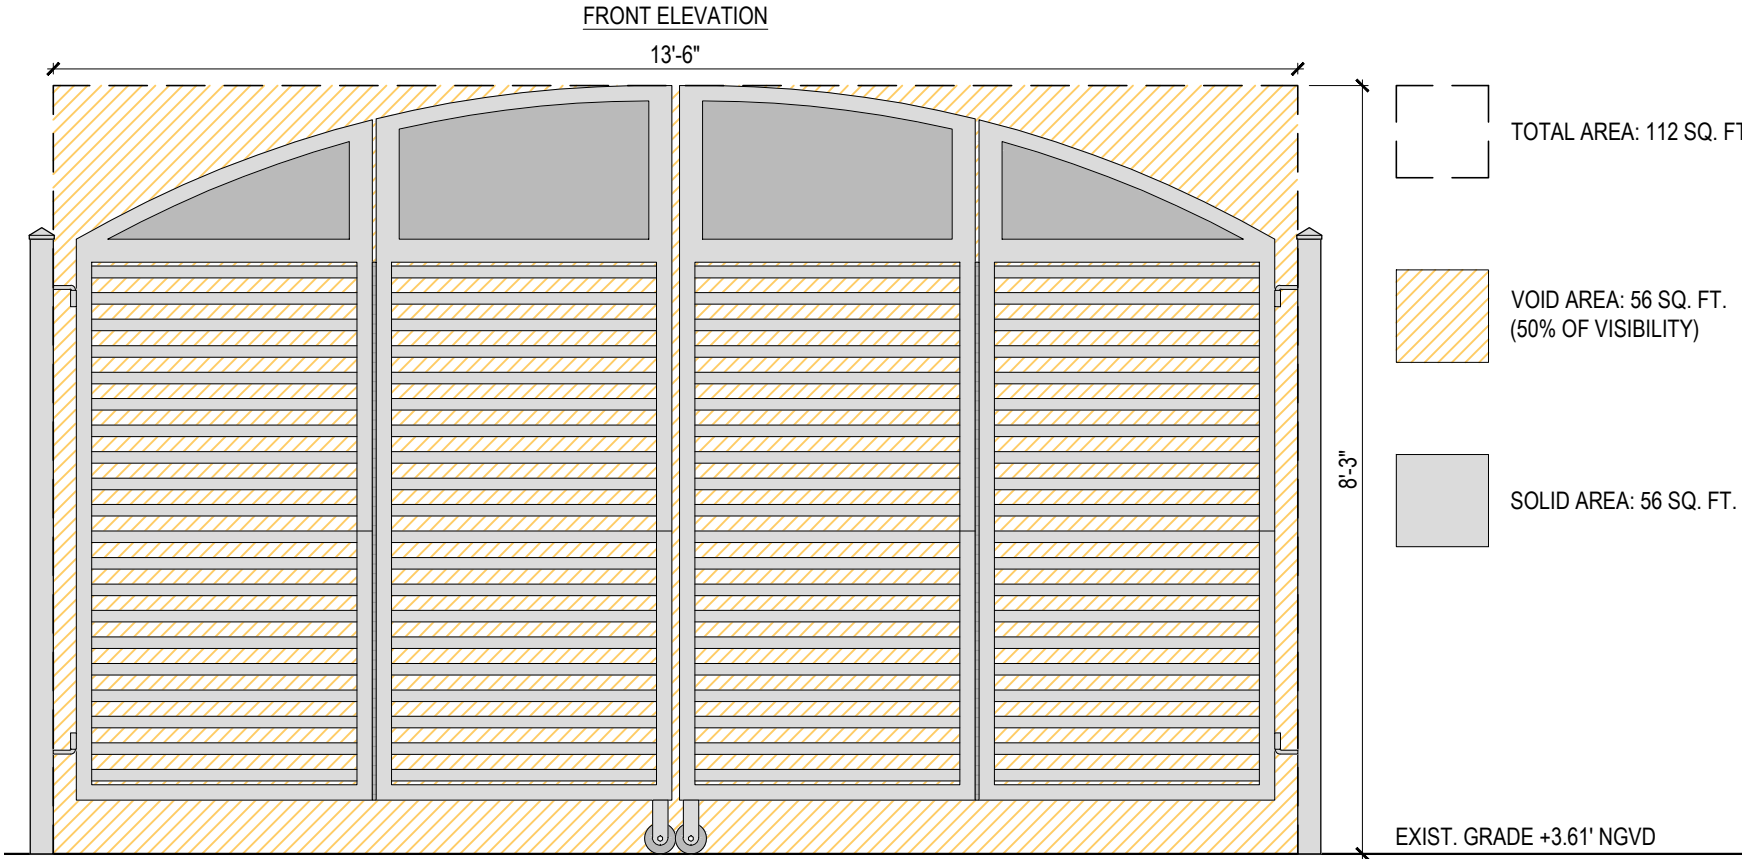 FRONT ELEVATION
13'-6"
TOTAL AREA: 112 SQ. FT
VOID AREA: 56 SQ. FT.
(50% OF VISIBILITY)
8'-3"
SOLID AREA: 56 SQ. FT.
EXIST. GRADE +3.61' NGVD